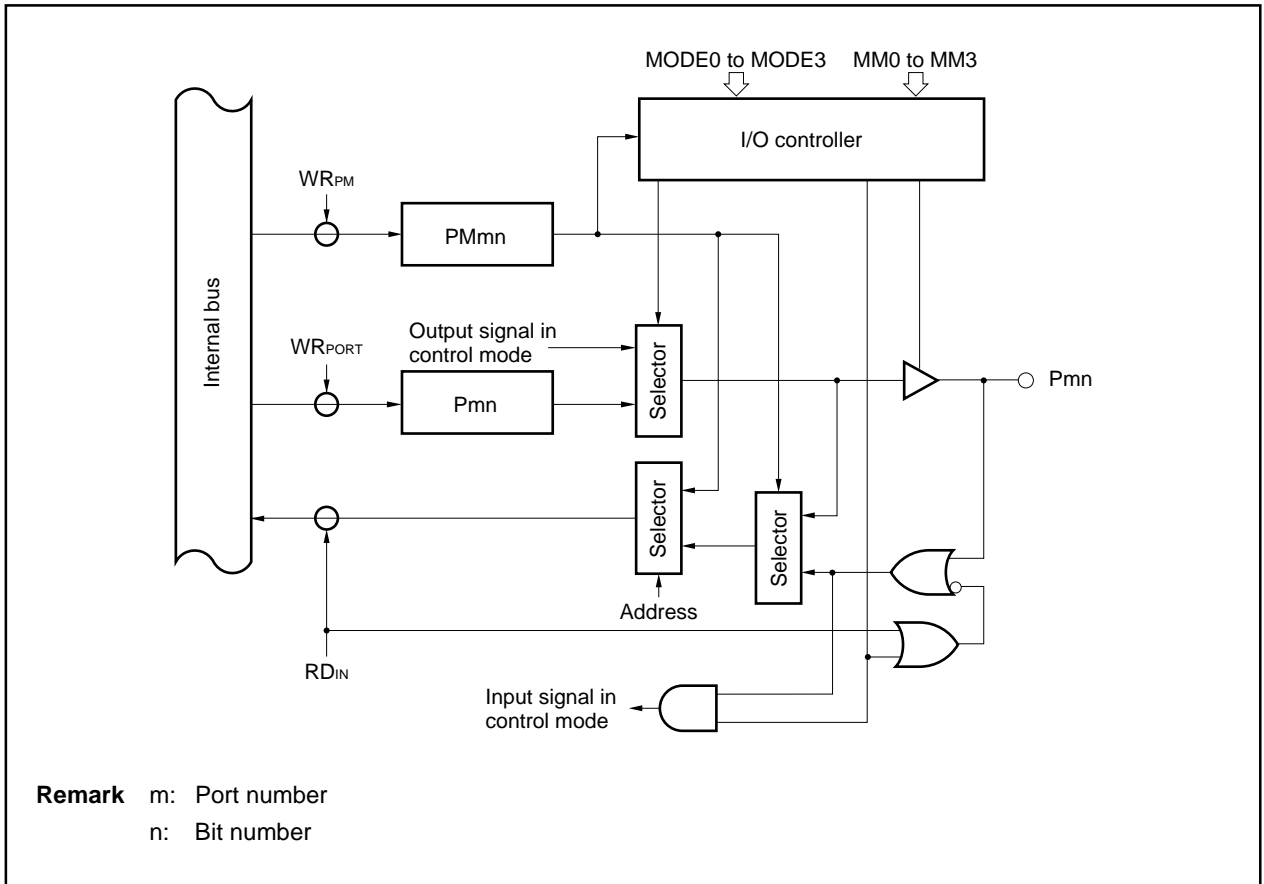 MODE0 to MODE3 MM0 to MM3
I/O controller
WRPM
PMmn
Internal bus
Output signal in
control mode
WRPORT
Pmn
Selector
Pmn
Selector
Selector
Address
RDIN
Input signal in
control mode
Remark m: Port number
n: Bit number